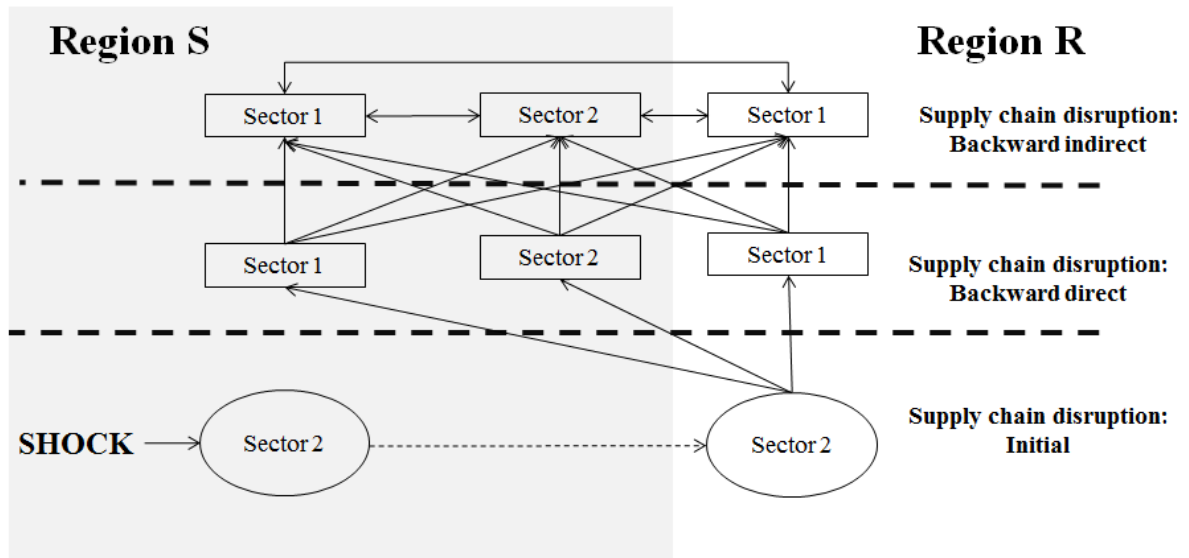 Region S
Region R
Sector 1
Sector 2
Sector 1
Supply chain disruption:
Backward indirect
Sector 1
Sector 2
Sector 1
Supply chain disruption:
Backward direct
SHOCK
Sector 2
Sector 2
Supply chain disruption:
Initial